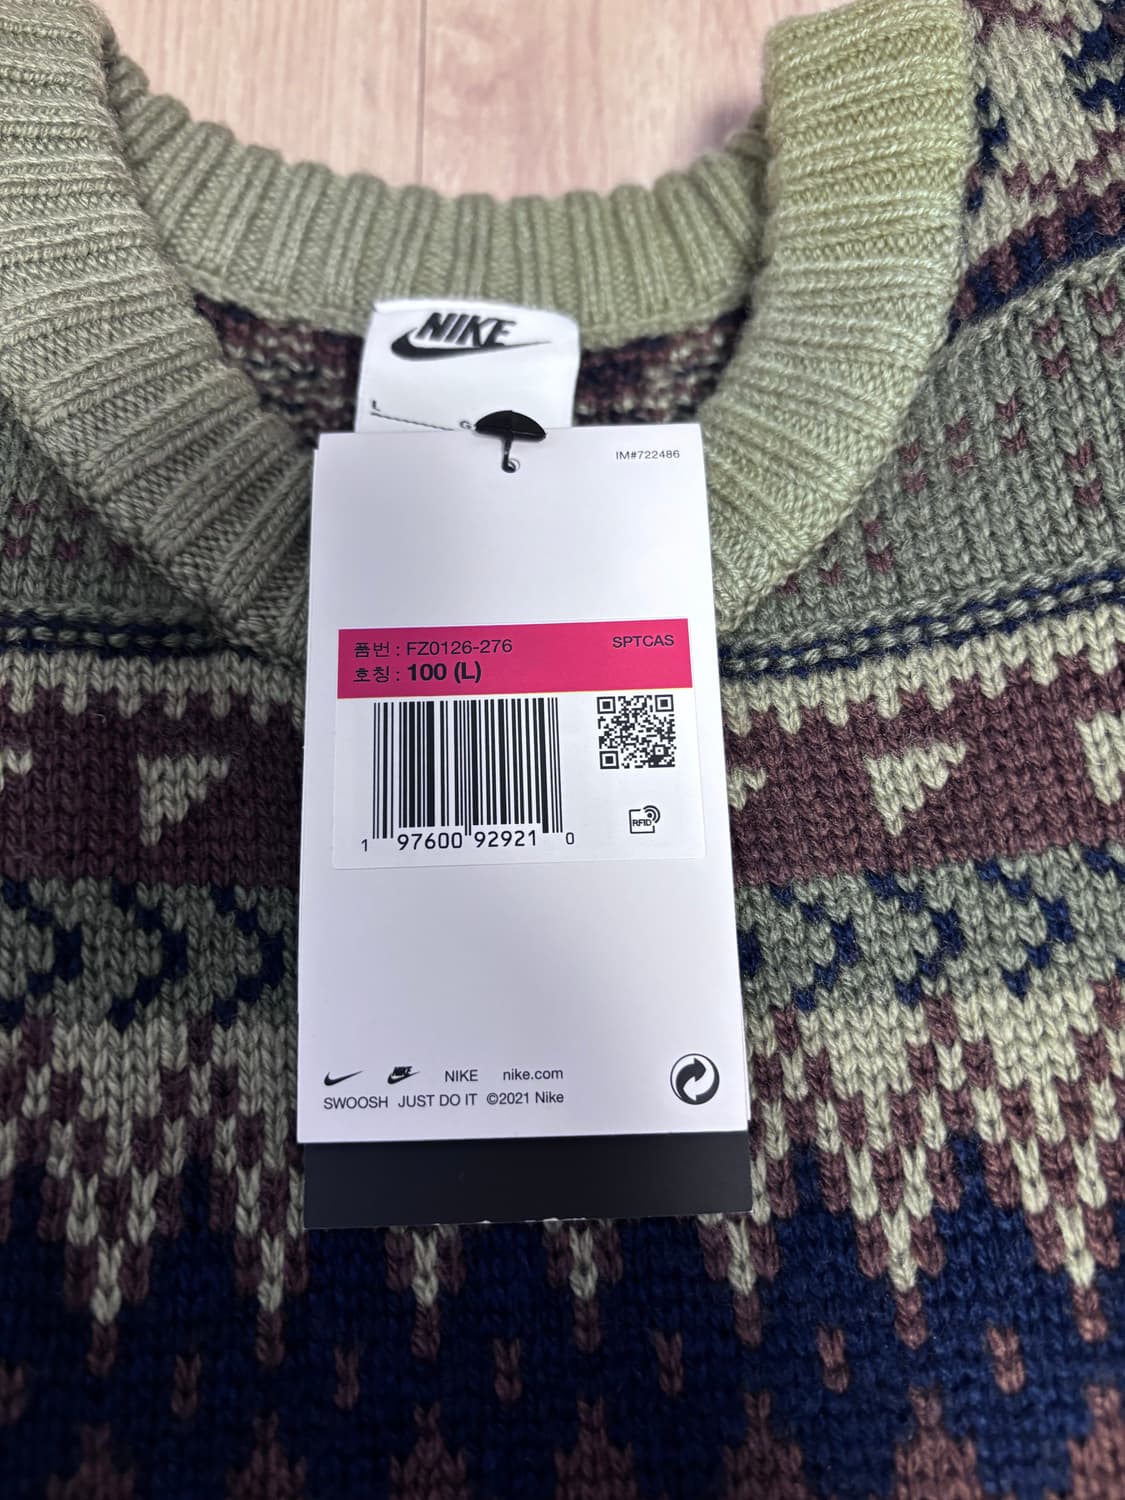 NIKE
L
G
IM#722486
품번 : FZ0126-276
SPTCAS
호칭 : 100 (L)
1 97600 92921 0
RFID
NIKE nike.com
SWOOSH JUST DO IT ©2021 Nike